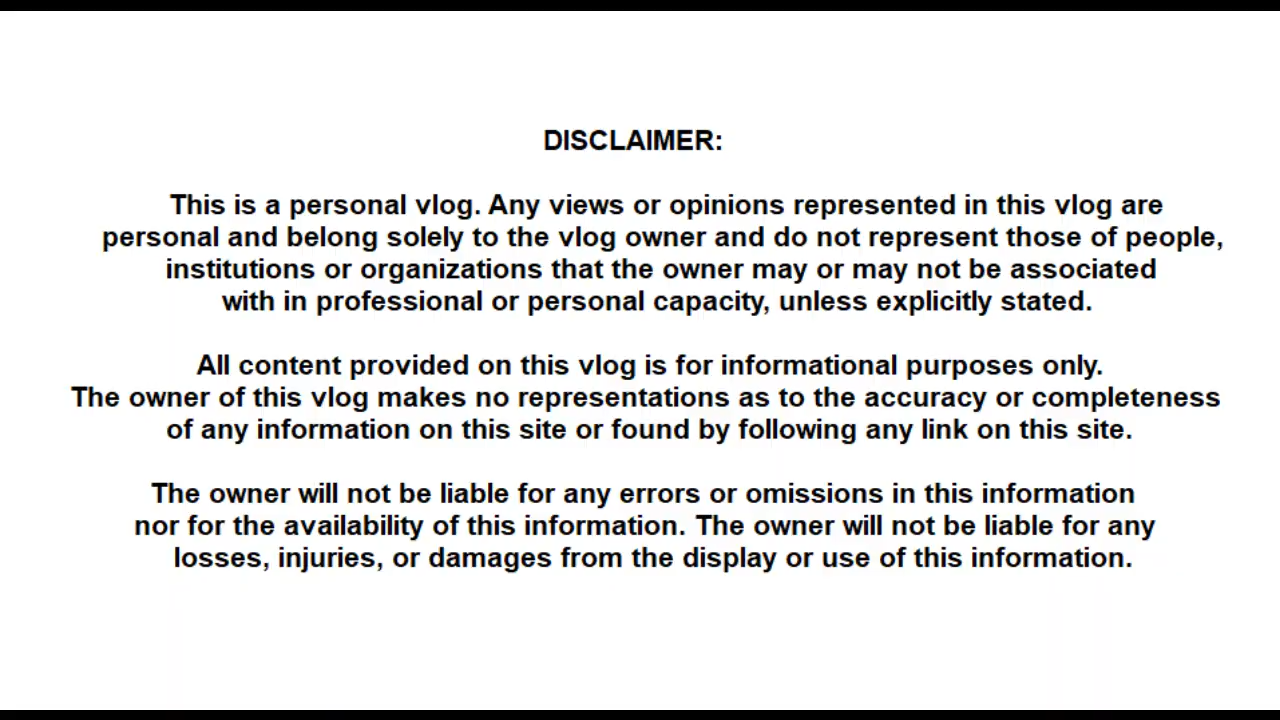 DISCLAIMER:
This is a personal vlog. Any views or opinions represented in this vlog are
personal and belong solely to the vlog owner and do not represent those of people,
institutions or organizations that the owner may or may not be associated
with in professional or personal capacity, unless explicitly stated.
All content provided on this vlog is for informational purposes only.
The owner of this vlog makes no representations as to the accuracy or completeness
of any information on this site or found by following any link on this site.
The owner will not be liable for any errors or omissions in this information
nor for the availability of this information. The owner will not be liable for any
losses, injuries, or damages from the display or use of this information.